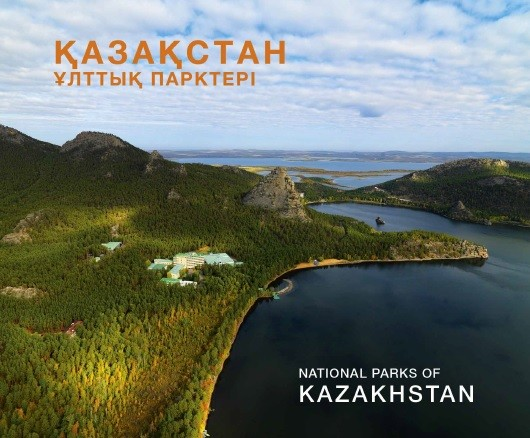 ҚАЗАҚСТАН
ҰЛТТЫҚ ПАРКТЕРІ
NATIONAL PARKS OF
KAZAKHSTAN